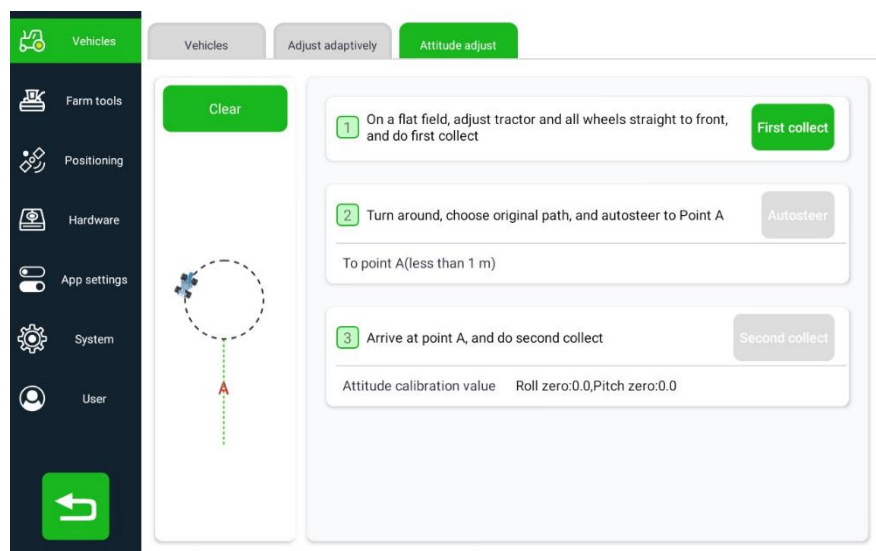 Vehicles
Farm tools
Positioning
Hardware
App settings
System
User
Vehicles
Adjust adaptively
Attitude adjust
Clear
A
1
On a flat field, adjust tractor and all wheels straight to front,
and do first collect
First collect
2
Turn around, choose original path, and autosteer to Point A
Autosteer
To point A(less than 1 m)
3
Arrive at point A, and do second collect
Second collect
Attitude calibration value Roll zero:0.0,Pitch zero:0.0